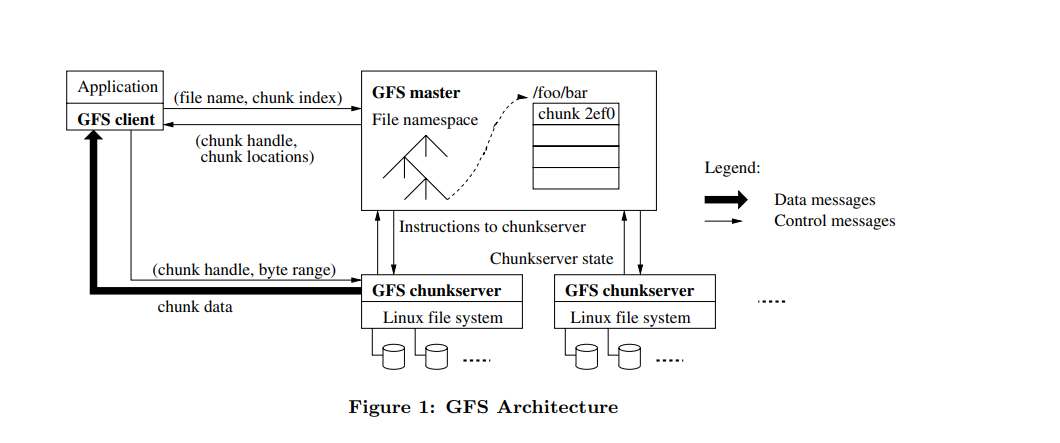 Application
GFS client
(file name, chunk index)
(chunk handle,
chunk locations)
GFS master
File namespace
/foo/bar
chunk 2ef0
Legend:
Data messages
Control messages
Instructions to chunkserver
Chunkserver state
(chunk handle, byte range)
chunk data
GFS chunkserver
Linux file system
GFS chunkserver
Linux file system
Figure 1: GFS Architecture